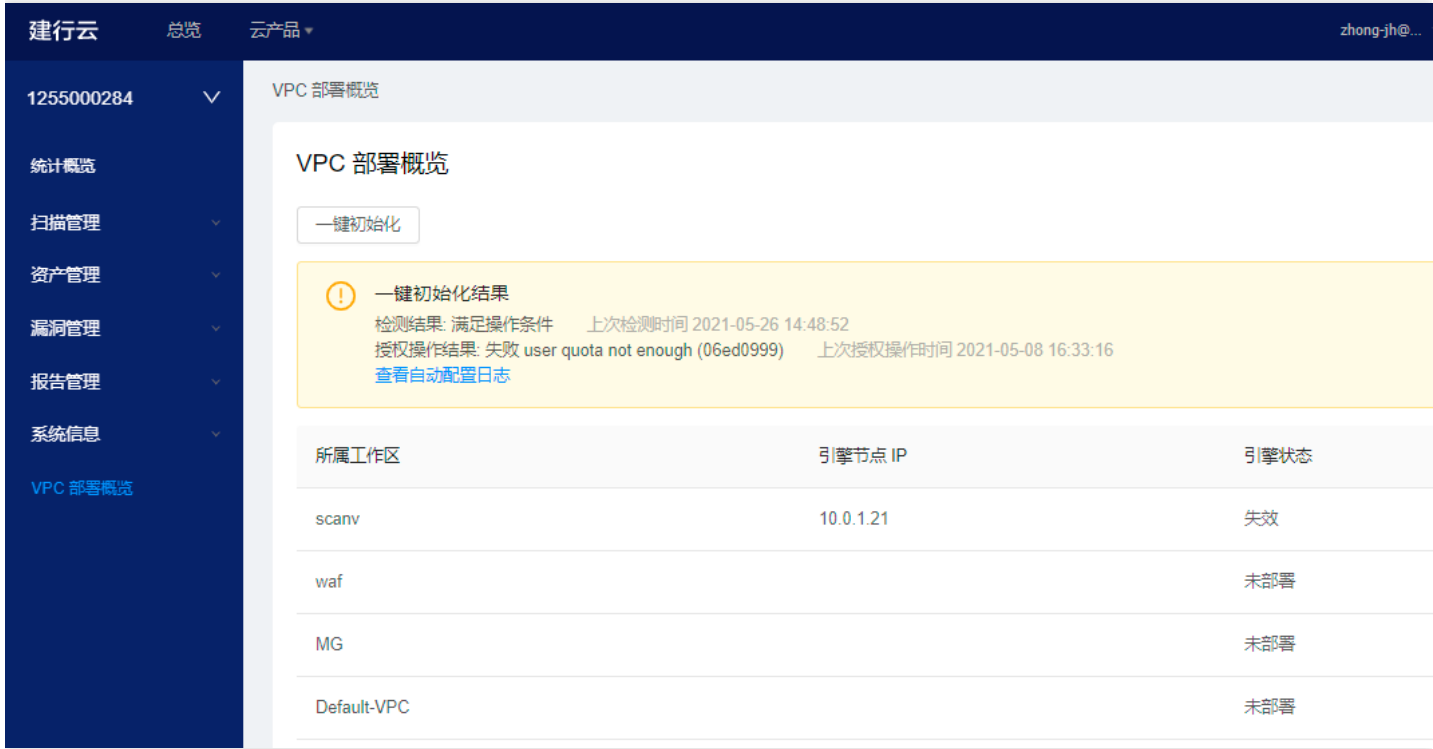 建行云 总览 云产品 zhong-jh@...
1255000284
VPC 部署概览
统计概览
扫描管理
资产管理
漏洞管理
报告管理
系统信息
VPC 部署概览
VPC 部署概览
一键初始化
一键初始化结果
检测结果: 满足操作条件 上次检测时间 2021-05-26 14:48:52
授权操作结果: 失败 user quota not enough (06ed0999) 上次授权操作时间 2021-05-08 16:33:16
查看自动配置日志
所属工作区 引擎节点 IP 引擎状态
scanv 10.0.1.21 失效
waf 未部署
MG 未部署
Default-VPC 未部署